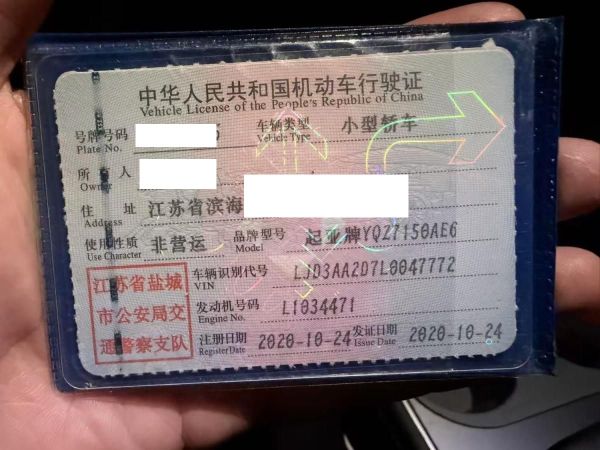 中华人民共和国机动车行驶证
Vehicle License of the People's Republic of China
号牌号码 车辆类型 小型轿车
Plate No. Vehicle Type
所有人
Owner
住址 江苏省滨海
Address
使用性质 非营运 品牌型号 起亚牌YQZ7150AE6
Use Character Model
江苏省盐城
市公安局交
通警察支队
车辆识别代号 LJD3AA2D7L0047772
VIN
发动机号码 L1034471
Engine No.
注册日期 2020-10-24 发证日期 2020-10-24
Register Date Issue Date